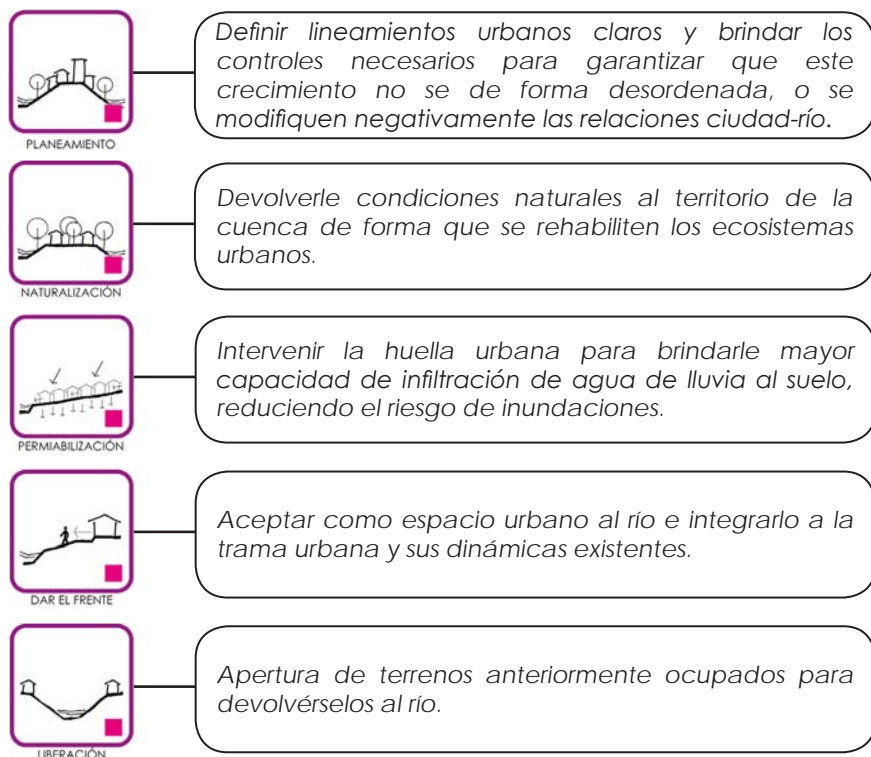 Definir lineamientos urbanos claros y brindar los
controles necesarios para garantizar que este
crecimiento no se de forma desordenada, o se
modifiquen negativamente las relaciones ciudad-río.
PLANEAMIENTO
Devolverle condiciones naturales al territorio de la
cuenca de forma que se rehabiliten los ecosistemas
urbanos.
NATURALIZACIÓN
Intervenir la huella urbana para brindarle mayor
capacidad de infiltración de agua de lluvia al suelo,
reduciendo el riesgo de inundaciones.
PERMIABILIZACIÓN
Aceptar como espacio urbano al río e integrarlo a la
trama urbana y sus dinámicas existentes.
DAR EL FRENTE
Apertura de terrenos anteriormente ocupados para
devolvérselos al río.
LIBERACIÓN